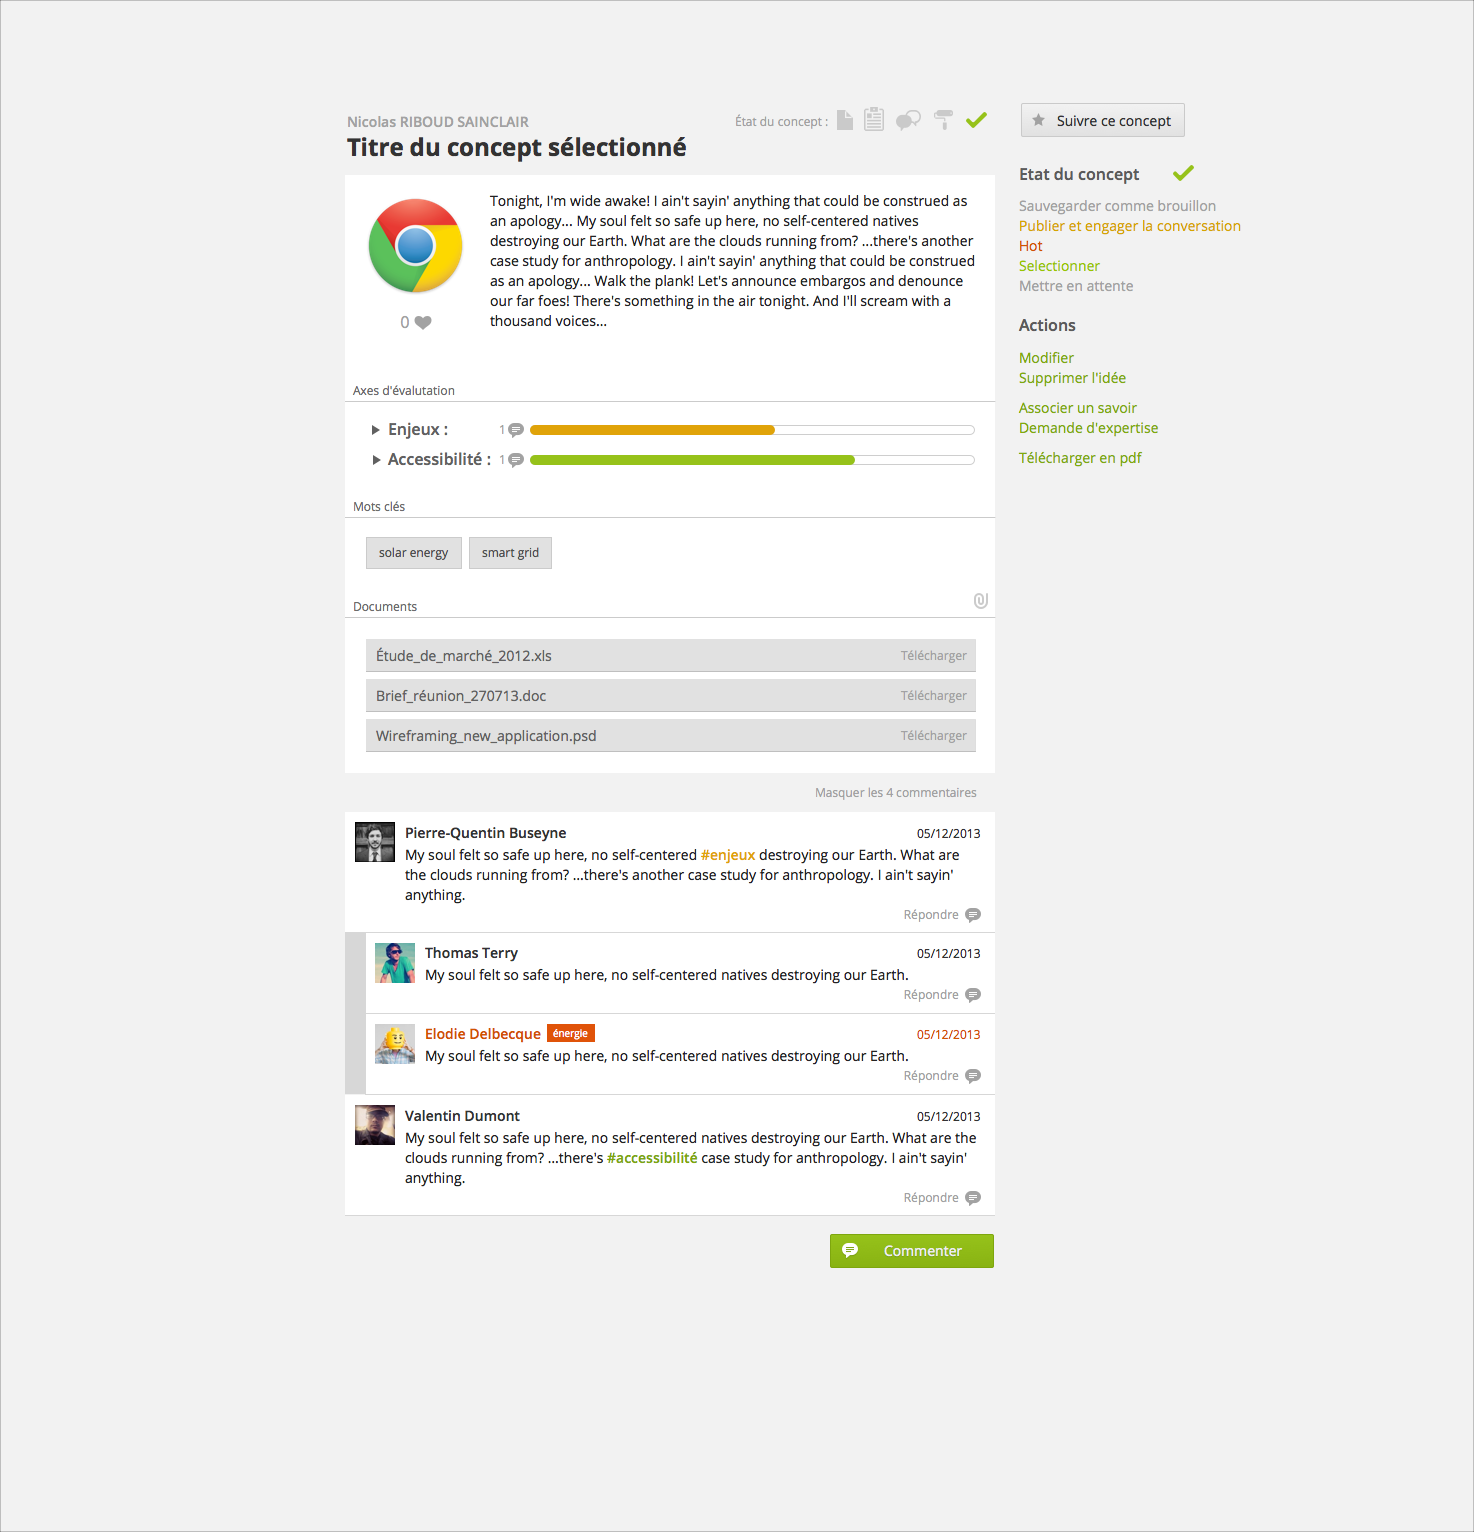 Nicolas RIBOUD SAINCLAIR
Titre du concept sélectionné
État du concept :
Tonight, I'm wide awake! I ain't sayin' anything that could be construed as
an apology... My soul felt so safe up here, no self-centered natives
destroying our Earth. What are the clouds running from? ...there's another
case study for anthropology. I ain't sayin' anything that could be construed
as an apology... Walk the plank! Let's announce embargos and denounce
our far foes! There's something in the air tonight. And I'll scream with a
thousand voices...
0
Axes d'évalutation
Enjeux : 1
Accessibilité : 1
Mots clés
solar energy smart grid
Documents
Étude_de_marché_2012.xls Télécharger
Brief_réunion_270713.doc Télécharger
Wireframing_new_application.psd Télécharger
Masquer les 4 commentaires
Pierre-Quentin Buseyne 05/12/2013
My soul felt so safe up here, no self-centered #enjeux destroying our Earth. What are
the clouds running from? ...there's another case study for anthropology. I ain't sayin'
anything.
Répondre
Thomas Terry 05/12/2013
My soul felt so safe up here, no self-centered natives destroying our Earth.
Répondre
Elodie Delbecque énergie 05/12/2013
My soul felt so safe up here, no self-centered natives destroying our Earth.
Répondre
Valentin Dumont 05/12/2013
My soul felt so safe up here, no self-centered natives destroying our Earth. What are the
clouds running from? ...there's #accessibilité case study for anthropology. I ain't sayin'
anything.
Répondre
Commenter
Suivre ce concept
Etat du concept
Sauvegarder comme brouillon
Publier et engager la conversation
Hot
Selectionner
Mettre en attente
Actions
Modifier
Supprimer l'idée
Associer un savoir
Demande d'expertise
Télécharger en pdf